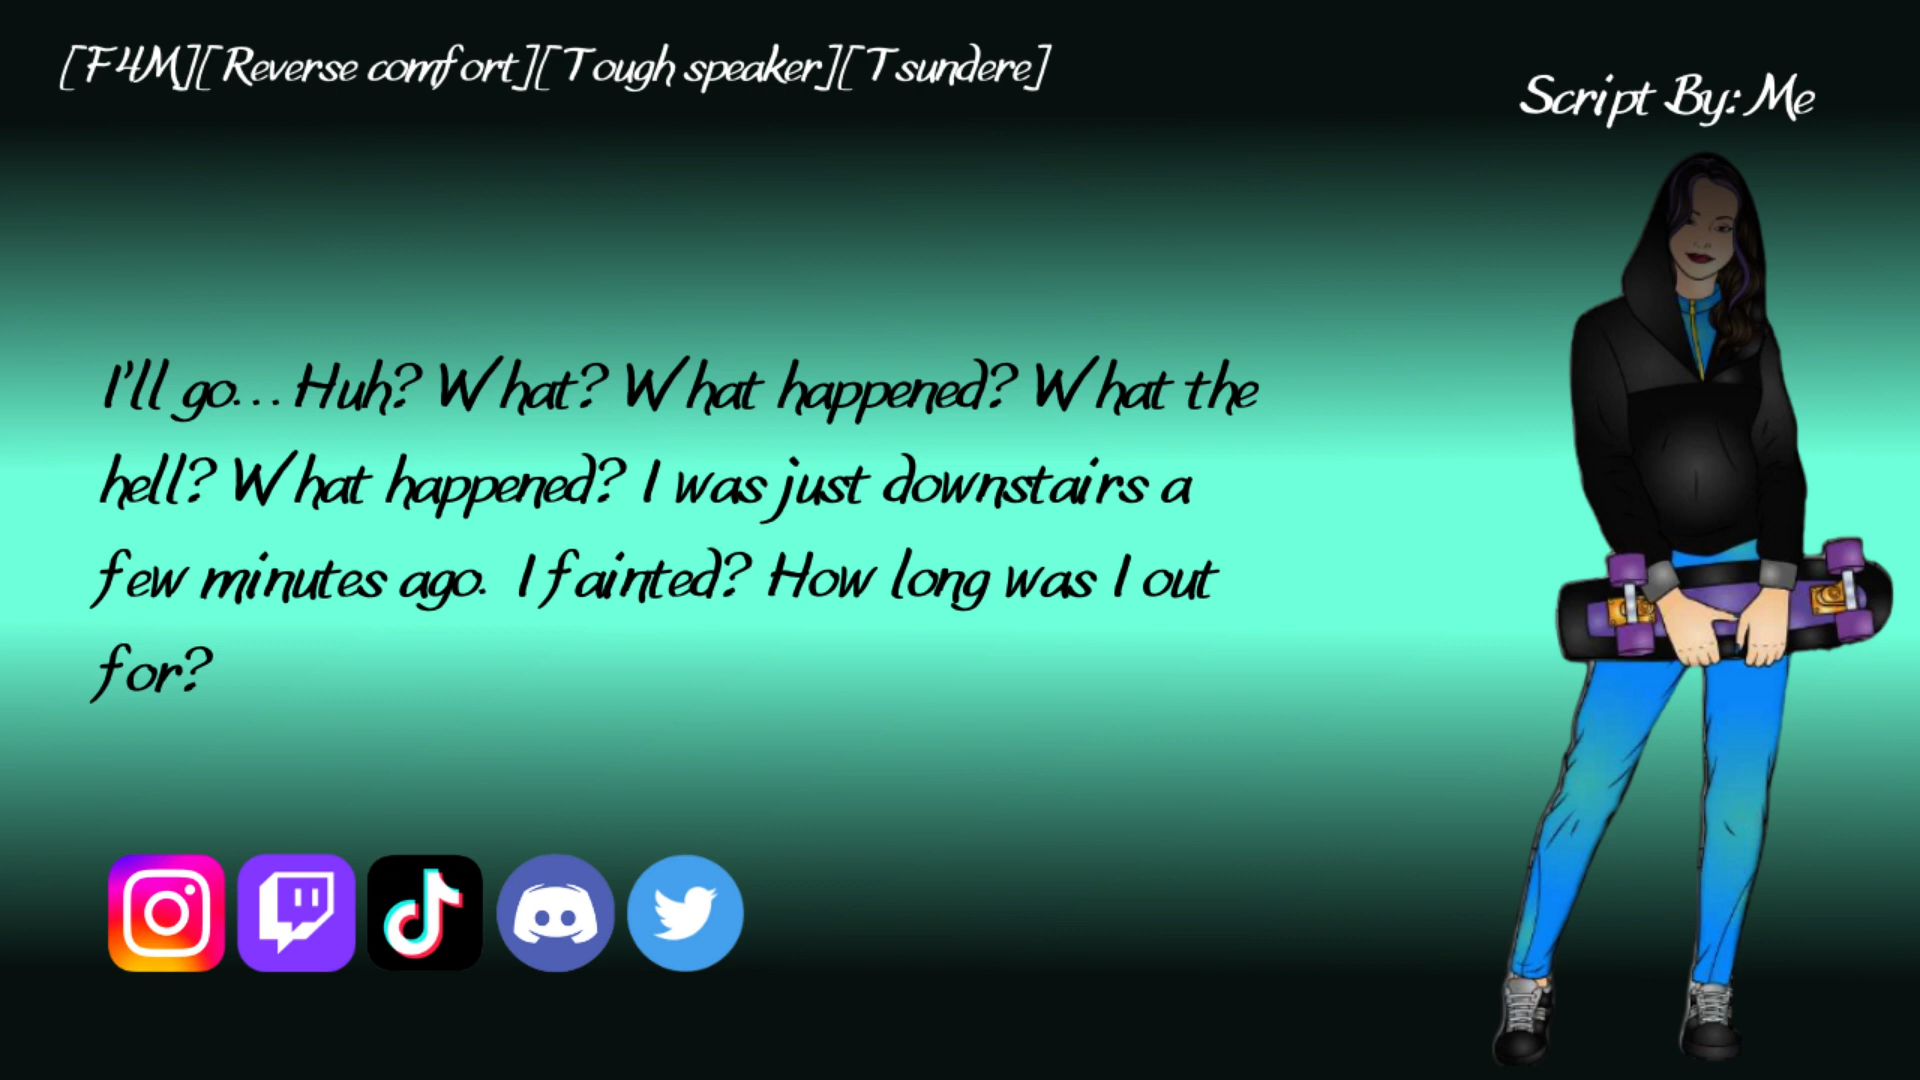 [F4M][Reverse comfort][Tough speaker][Tsundere]
Script By: Me
I'll go...Huh? What? What happened? What the
hell? What happened? I was just downstairs a
few minutes ago. I fainted? How long was I out
for?